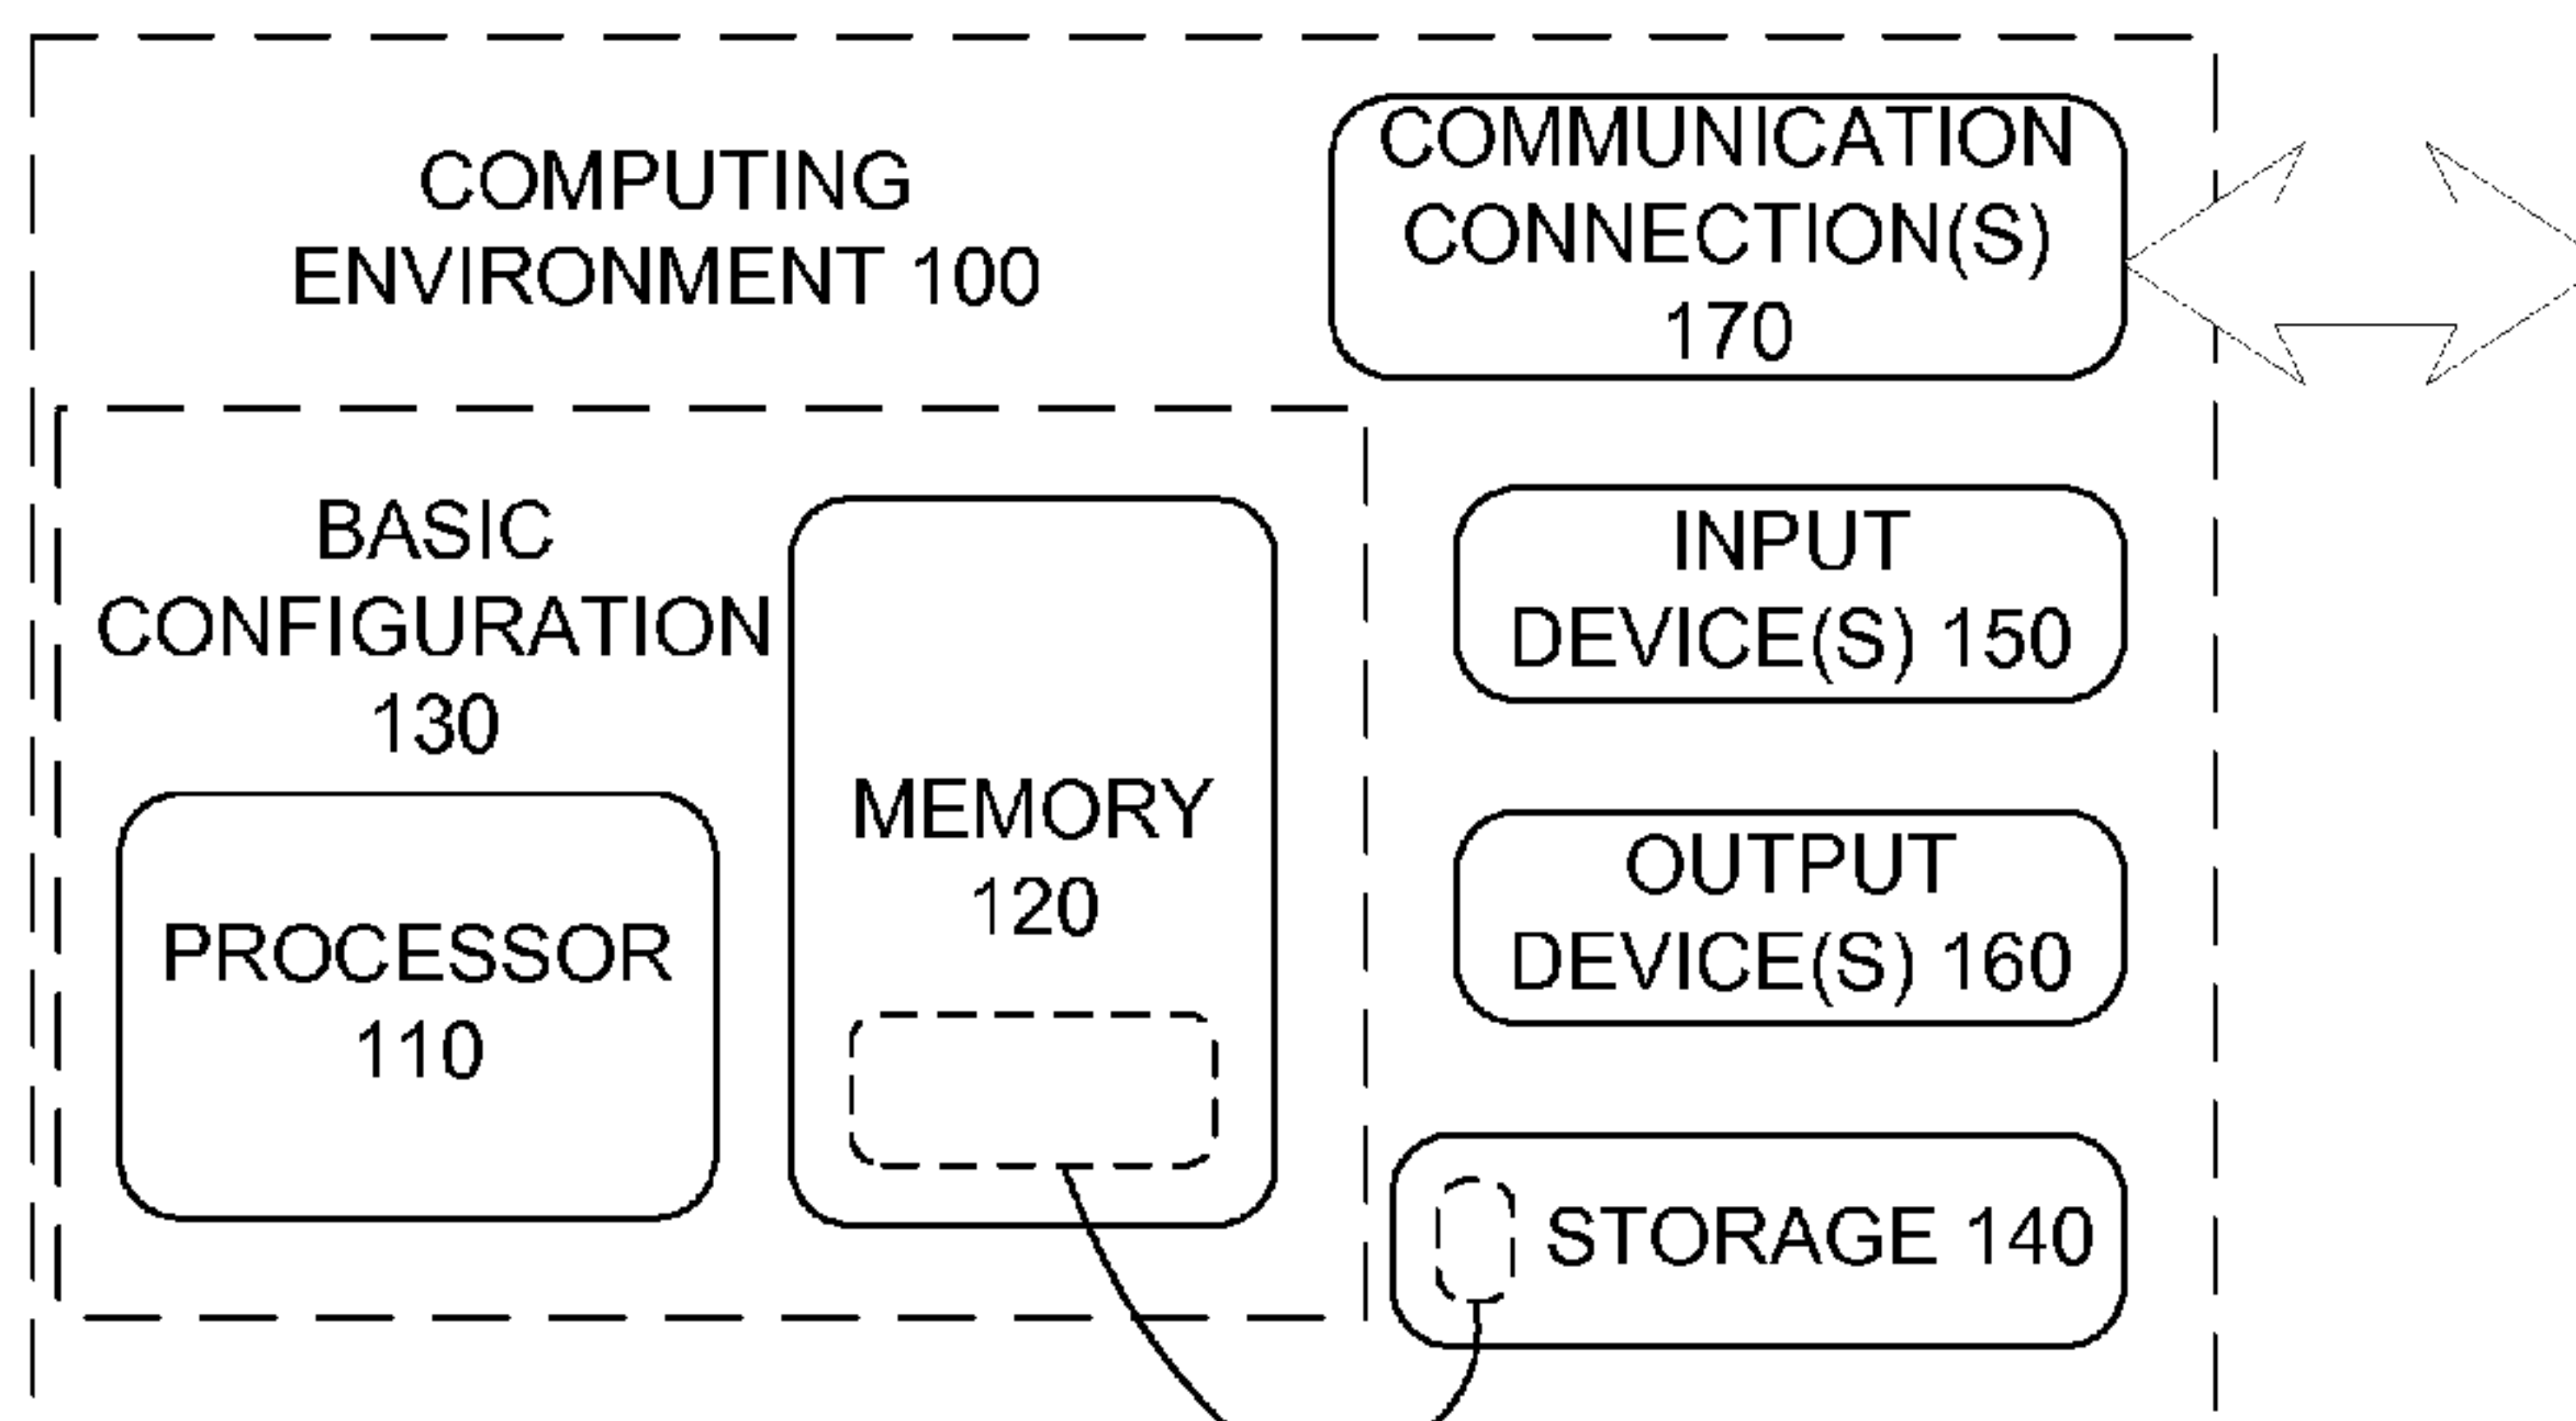 COMPUTING
ENVIRONMENT 100
COMMUNICATION
CONNECTION(S)
170
BASIC
CONFIGURATION
130
PROCESSOR
110
MEMORY
120
INPUT
DEVICE(S) 150
OUTPUT
DEVICE(S) 160
STORAGE 140